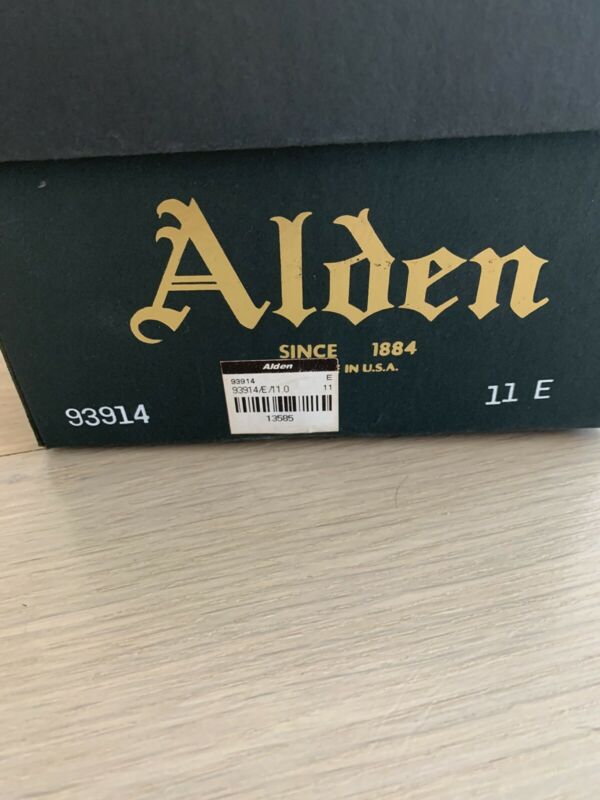 Alden
SINCE 1884
IN U.S.A.
Alden
93914 E
93914/E/11.0 11
13585
93914
11 E